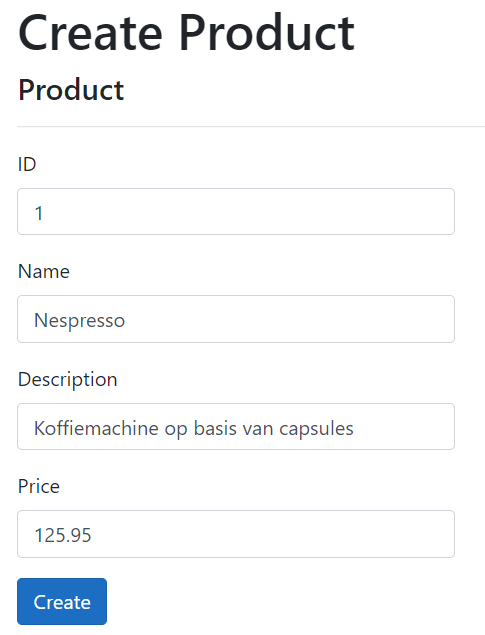 Create Product
Product
ID
1
Name
Nespresso
Description
Koffiemachine op basis van capsules
Price
125.95
Create